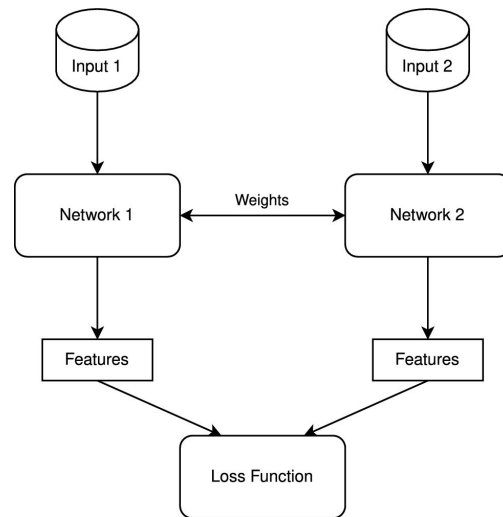 Input 1
Input 2
Weights
Network 1
Network 2
Features
Features
Loss Function